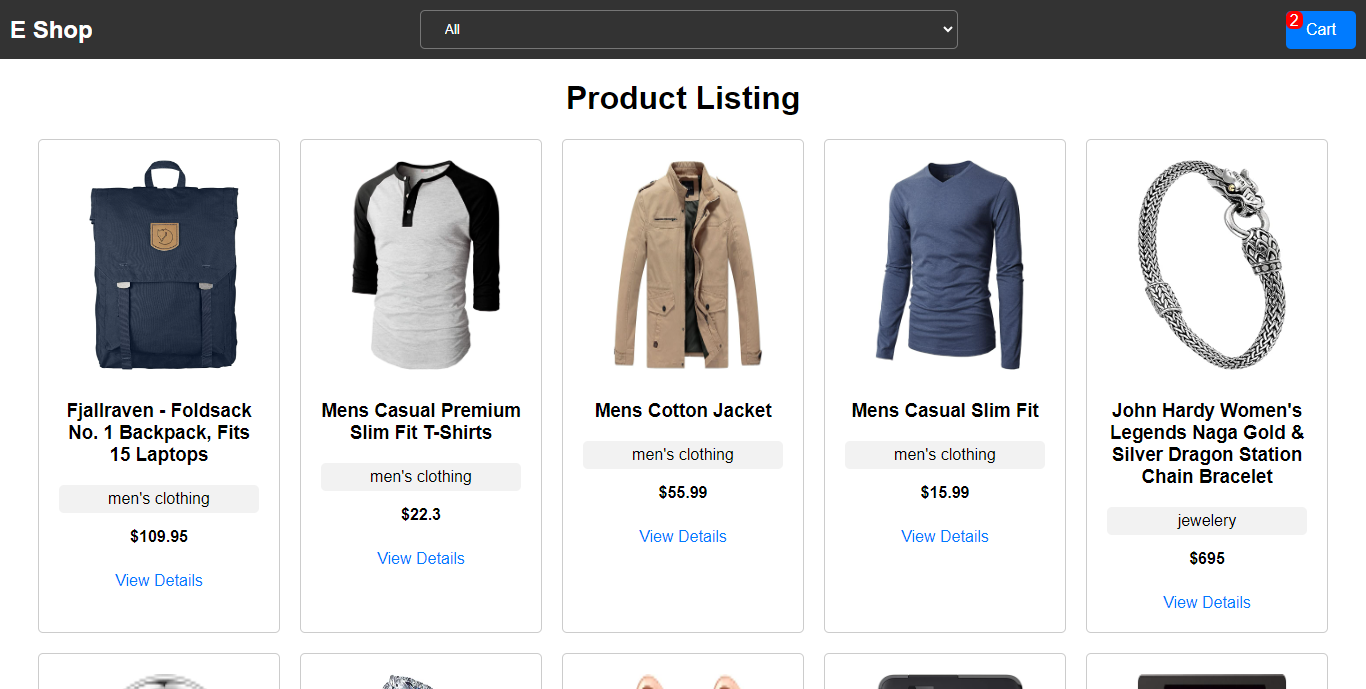 E Shop
All
2
Cart
Product Listing
Fjallraven - Foldsack
No. 1 Backpack, Fits
15 Laptops
men's clothing
$109.95
View Details
Mens Casual Premium
Slim Fit T-Shirts
men's clothing
$22.3
View Details
Mens Cotton Jacket
men's clothing
$55.99
View Details
Mens Casual Slim Fit
men's clothing
$15.99
View Details
John Hardy Women's
Legends Naga Gold &
Silver Dragon Station
Chain Bracelet
jewelery
$695
View Details